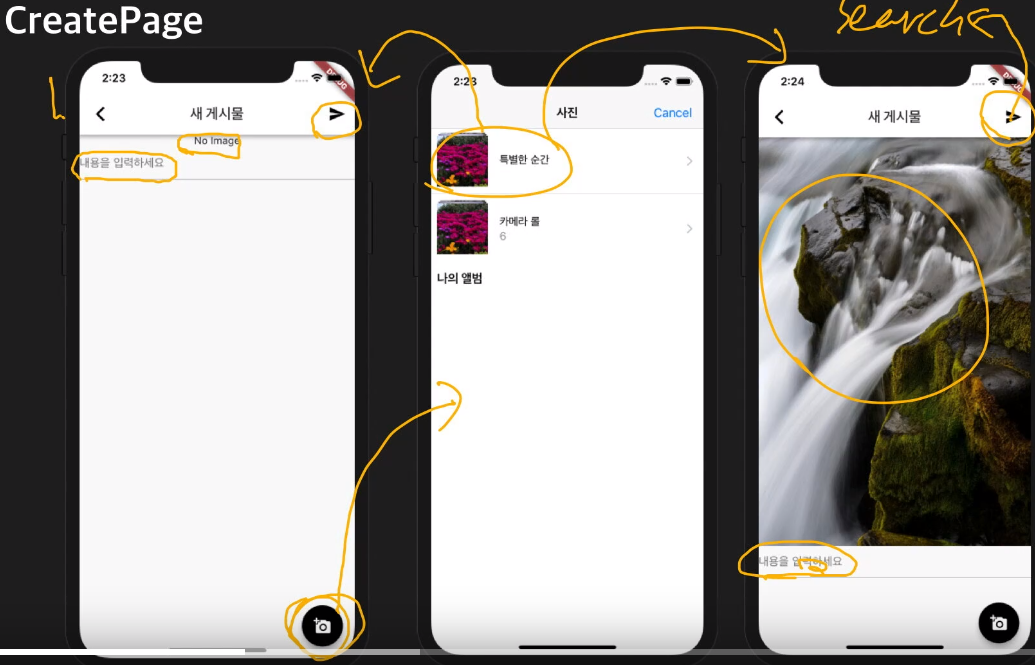 CreatePage
2:23
DEBUG
새 게시물
No Image
내용을 입력하세요
2:23
사진
Cancel
특별한 순간
카메라 롤
6
나의 앨범
Search
2:24
새 게시물
내용을 입력하세요